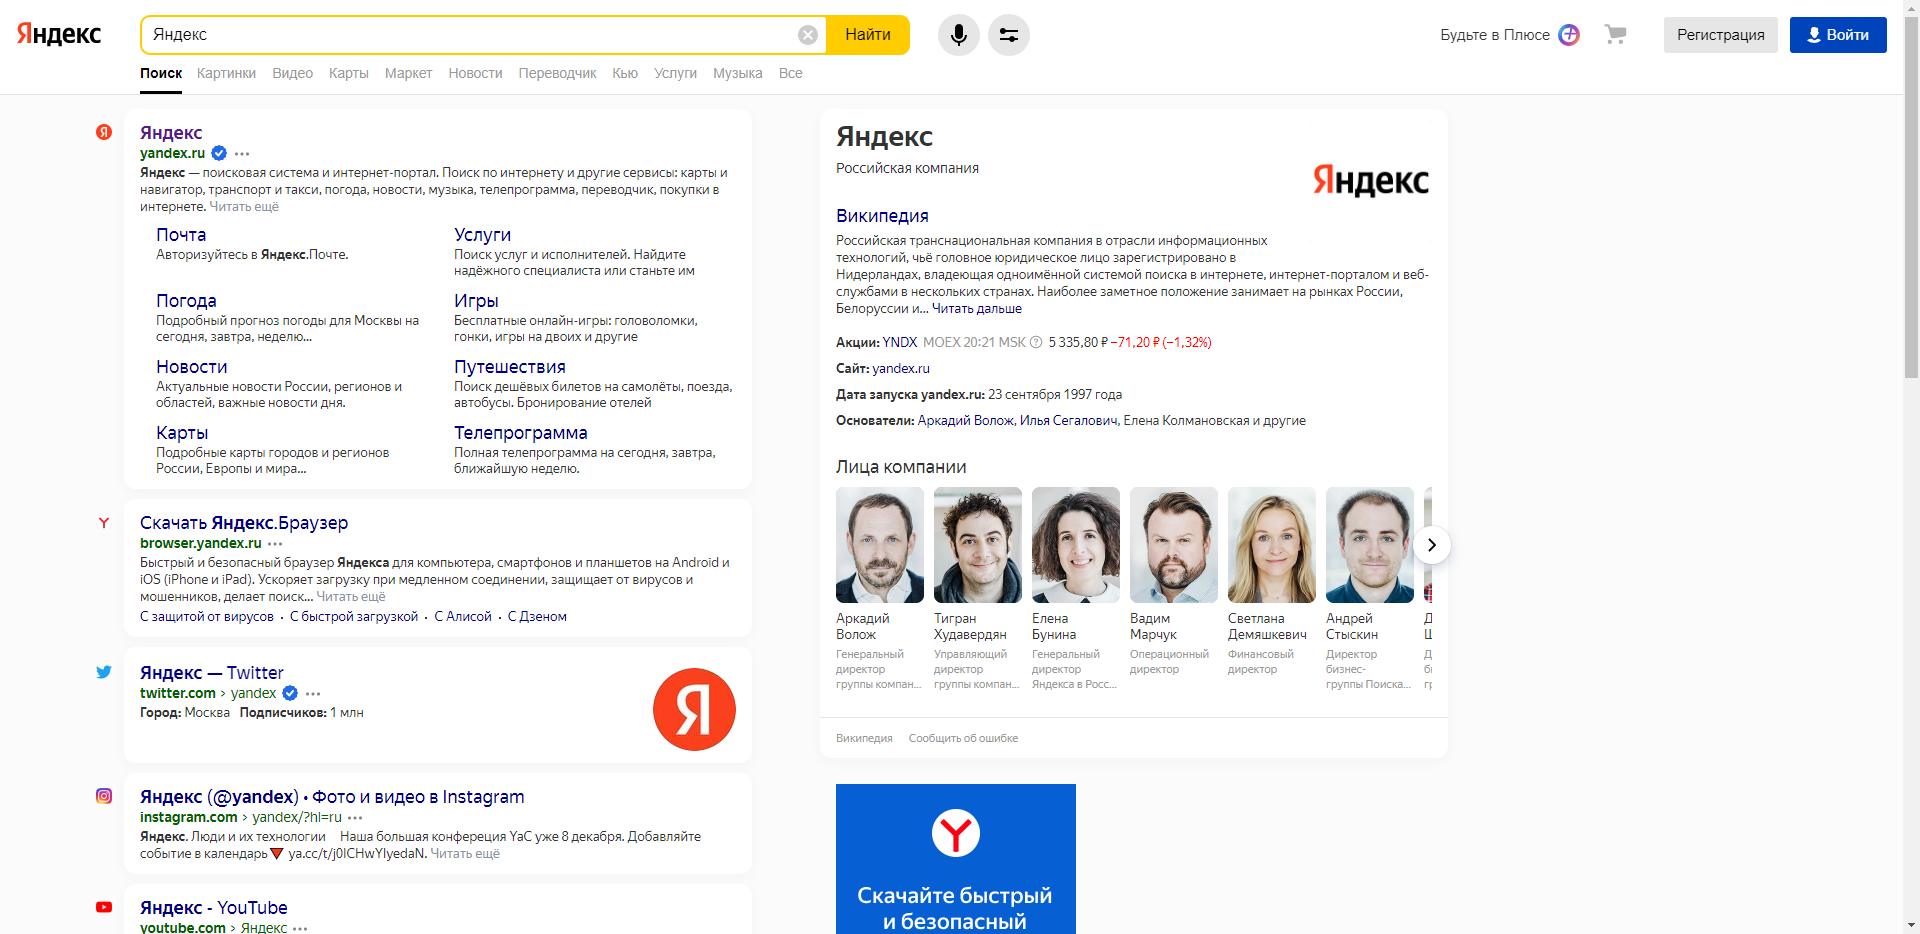 Яндекс
Яндекс
Найти
Будьте в Плюсе
Регистрация
Войти
Поиск Картинки Видео Карты Маркет Новости Переводчик Кью Услуги Музыка Все
Яндекс
yandex.ru
Яндекс — поисковая система и интернет-портал. Поиск по интернету и другие сервисы: карты и
навигатор, транспорт и такси, погода, новости, музыка, телепрограмма, переводчик, покупки в
интернете. Читать ещё
Почта
Авторизуйтесь в Яндекс.Почте.
Услуги
Поиск услуг и исполнителей. Найдите
надёжного специалиста или станьте им
Погода
Подробный прогноз погоды для Москвы на
сегодня, завтра, неделю...
Игры
Бесплатные онлайн-игры: головоломки,
гонки, игры на двоих и другие
Новости
Актуальные новости России, регионов и
областей, важные новости дня.
Путешествия
Поиск дешёвых билетов на самолёты, поезда,
автобусы. Бронирование отелей
Карты
Подробные карты городов и регионов
России, Европы и мира...
Телепрограмма
Полная телепрограмма на сегодня, завтра,
ближайшую неделю.
Скачать Яндекс.Браузер
browser.yandex.ru
Быстрый и безопасный браузер Яндекса для компьютера, смартфонов и планшетов на Android и
iOS (iPhone и iPad). Ускоряет загрузку при медленном соединении, защищает от вирусов и
мошенников, делает поиск... Читать ещё
С защитой от вирусов · С быстрой загрузкой · С Алисой · С Дзеном
Яндекс — Twitter
twitter.com › yandex
Город: Москва Подписчиков: 1 млн
Я
Яндекс (@yandex) • Фото и видео в Instagram
instagram.com › yandex/?hl=ru
Яндекс. Люди и их технологии Наша большая конфереция YaC уже 8 декабря. Добавляйте
событие в календарь🔻 ya.cc/t/j0ICHwYIyedaN. Читать ещё
Яндекс - YouTube
youtube.com › Яндекс
Яндекс
Российская компания
Яндекс
Википедия
Российская транснациональная компания в отрасли информационных
технологий, чьё головное юридическое лицо зарегистрировано в
Нидерландах, владеющая одноимённой системой поиска в интернете, интернет-порталом и веб-
службами в нескольких странах. Наиболее заметное положение занимает на рынках России,
Белоруссии и... Читать дальше
Акции: YNDX MOEX 20:21 MSK 5 335,80 ₽ −71,20 ₽ (−1,32%)
Сайт: yandex.ru
Дата запуска yandex.ru: 23 сентября 1997 года
Основатели: Аркадий Волож, Илья Сегалович, Елена Колмановская и другие
Лица компании
Аркадий
Волож
Генеральный
директор
группы компан...
Тигран
Худавердян
Управляющий
директор
группы компан...
Елена
Бунина
Генеральный
директор
Яндекса в Росс...
Вадим
Марчук
Операционный
директор
Светлана
Демяшкевич
Финансовый
директор
Андрей
Стыскин
Директор
бизнес-
группы Поиска...
Википедия Сообщить об ошибке
Скачайте быстрый
и безопасный